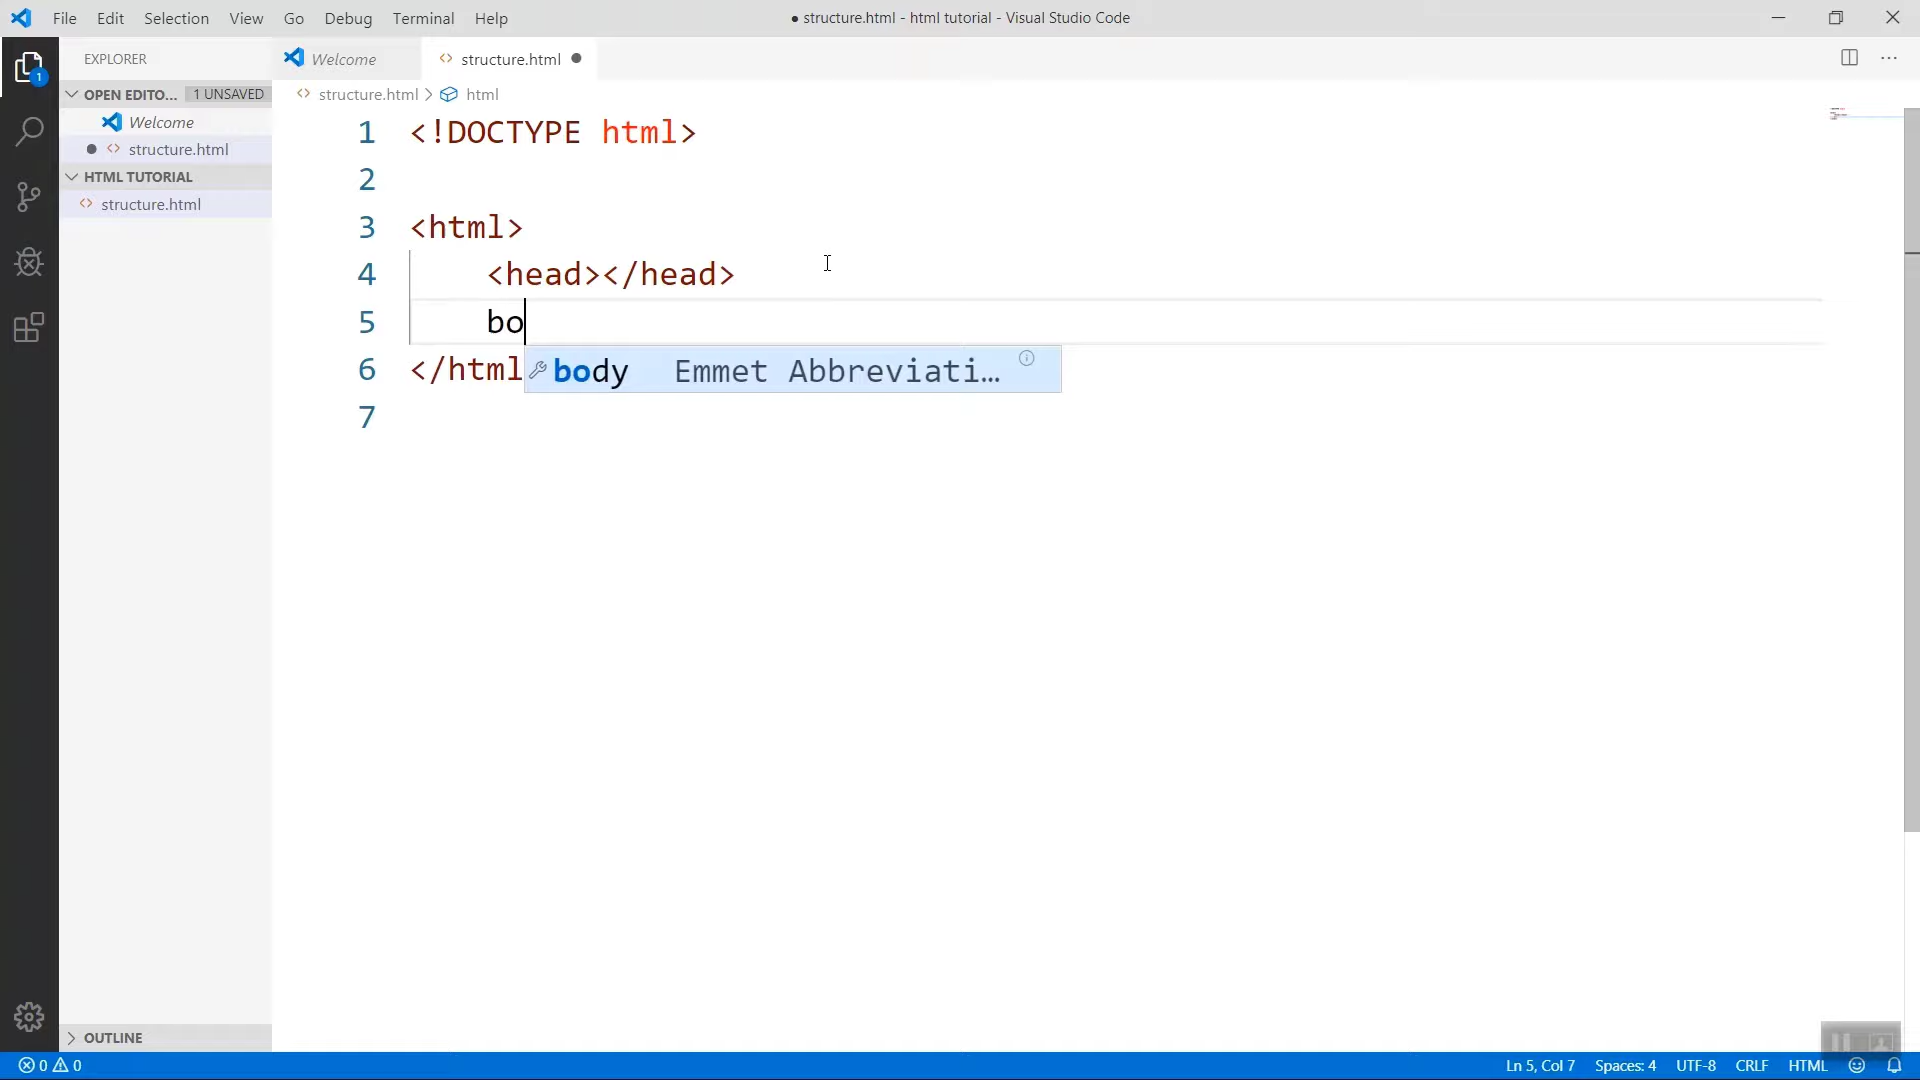 File Edit Selection View Go Debug Terminal Help
● structure.html - html tutorial - Visual Studio Code
EXPLORER
1
OPEN EDITO... 1 UNSAVED
Welcome
structure.html
HTML TUTORIAL
structure.html
OUTLINE
Welcome
structure.html
structure.html > html
1 <!DOCTYPE html>
2
3 <html>
4 <head></head>
5 bo
6 </html
body Emmet Abbreviati...
7
0 0
Ln 5, Col 7 Spaces: 4 UTF-8 CRLF HTML